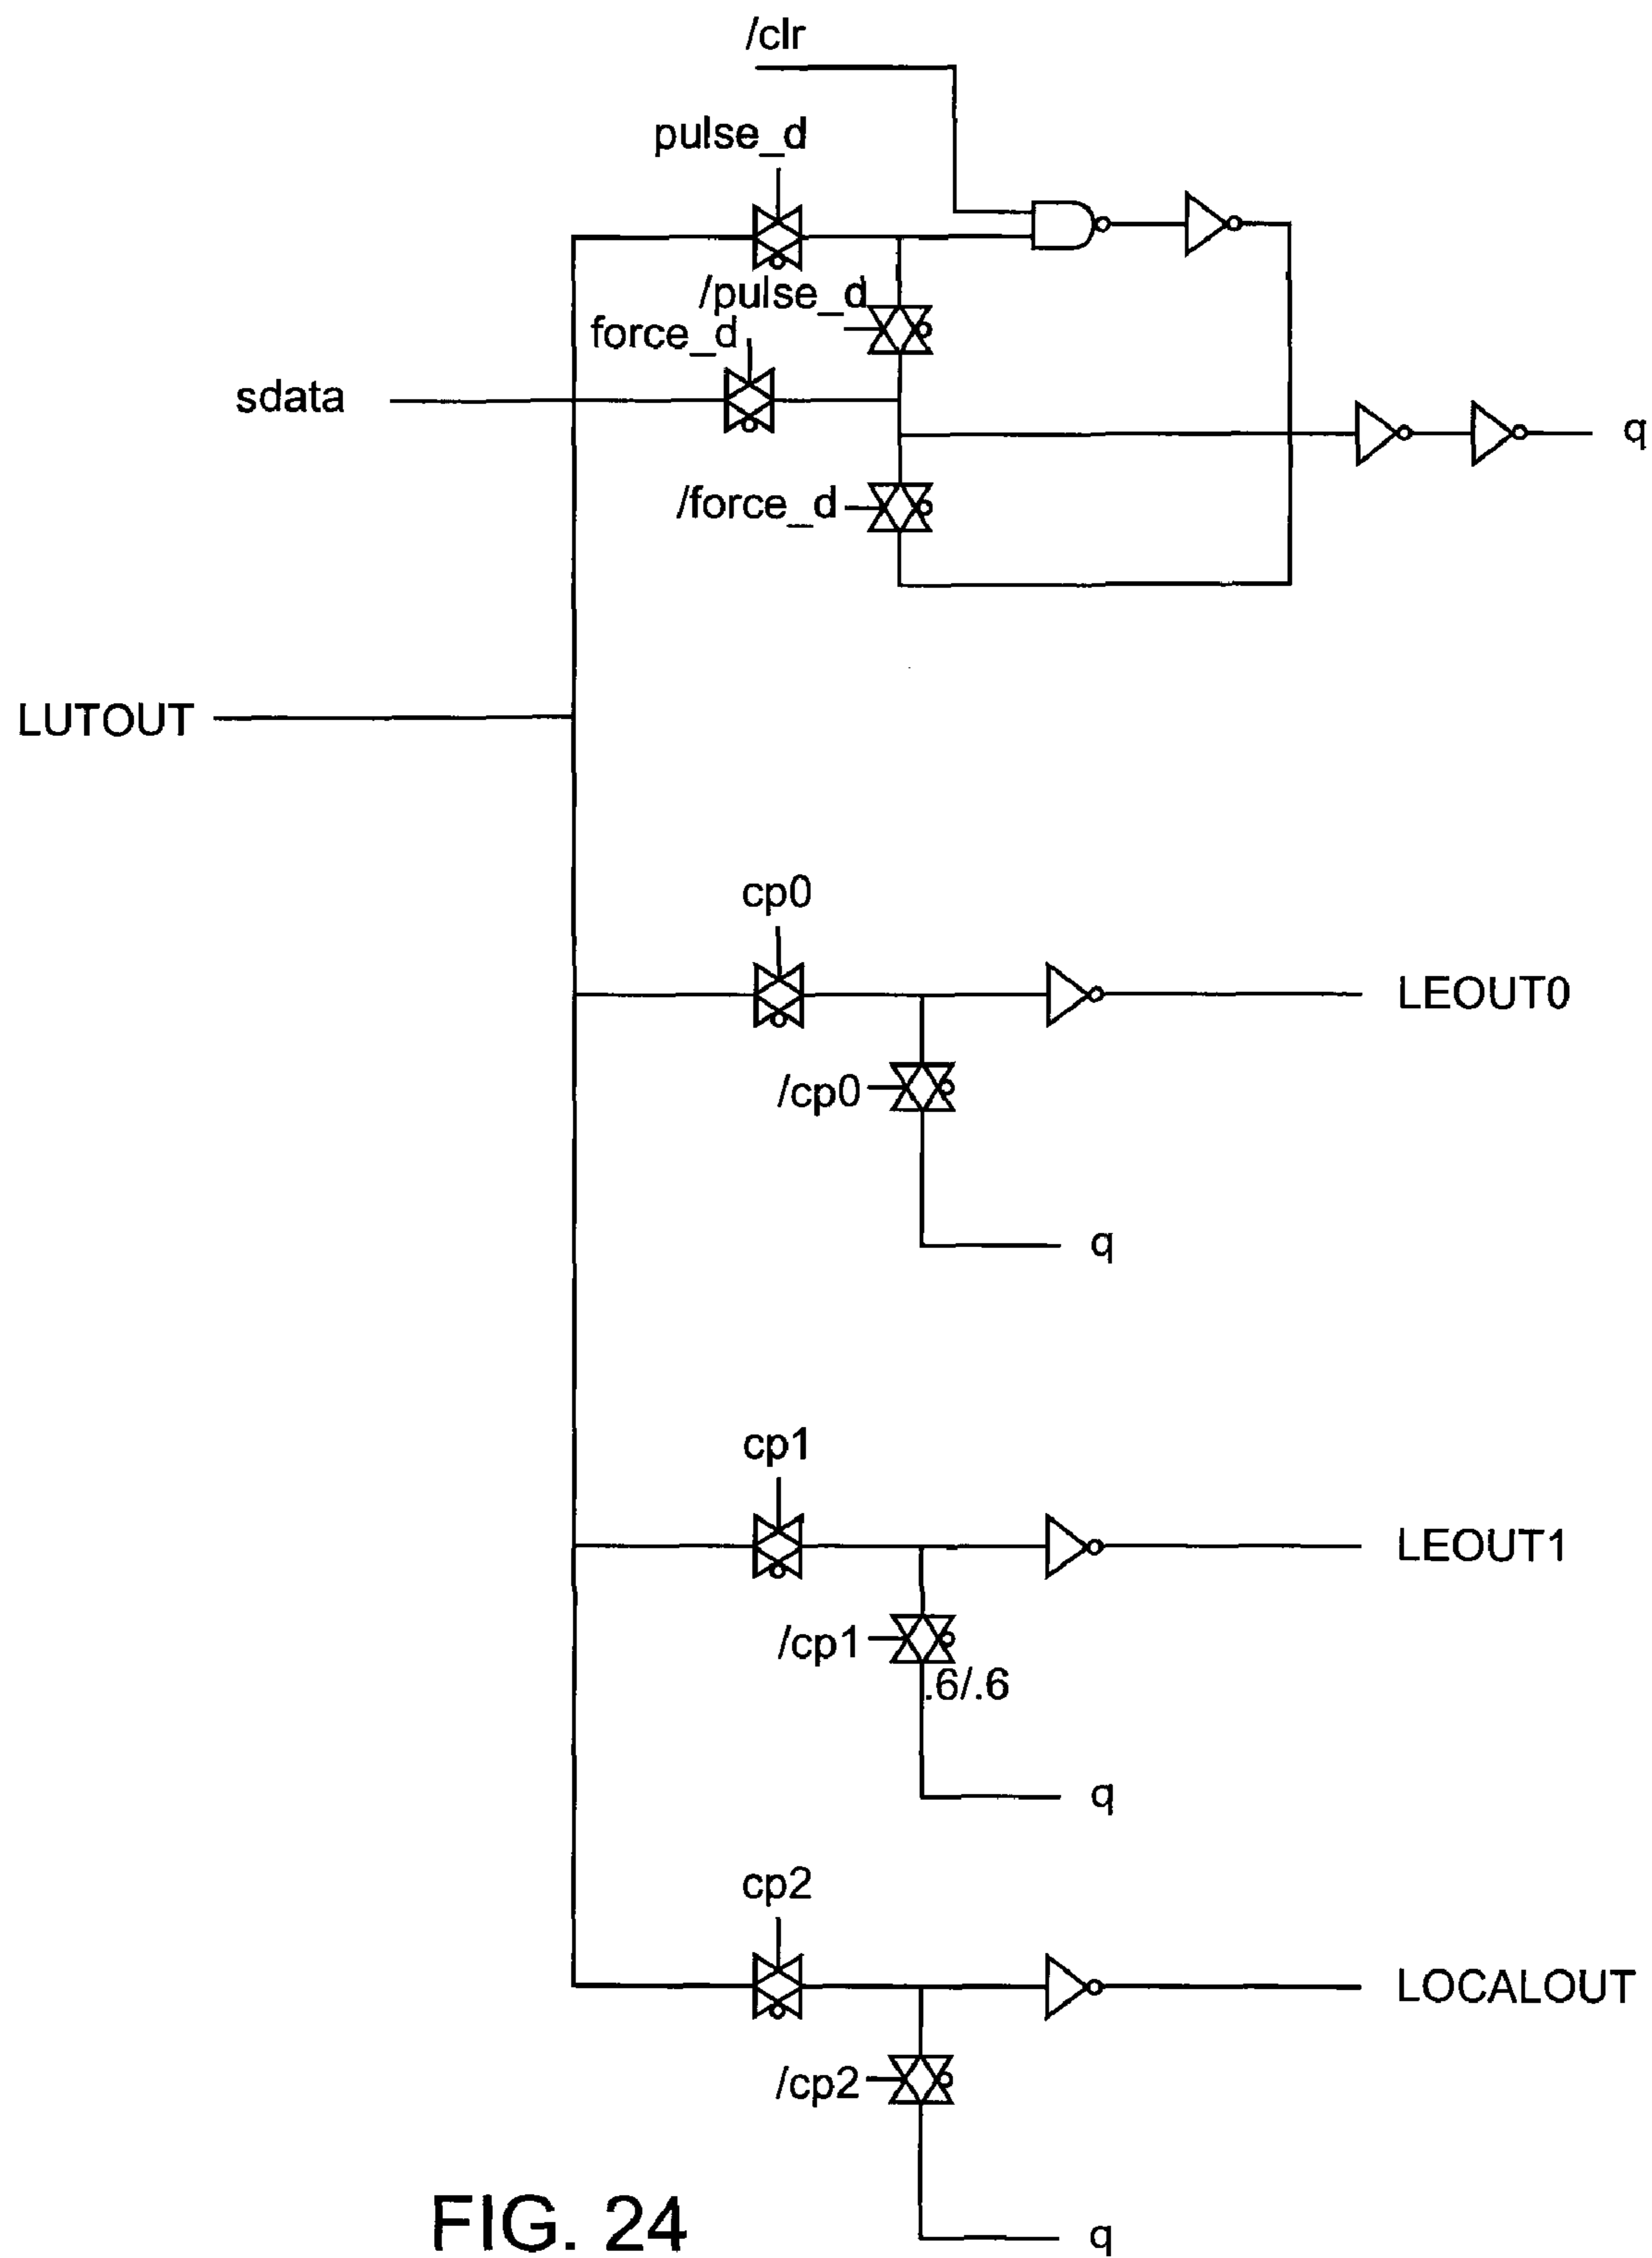 /clr
pulse_d
/pulse_d
force_d
sdata
q
/force_d
LUTOUT
cp0
LEOUT0
/cp0
q
cp1
LEOUT1
/cp1
.6/.6
q
cp2
LOCALOUT
/cp2
q
FIG. 24